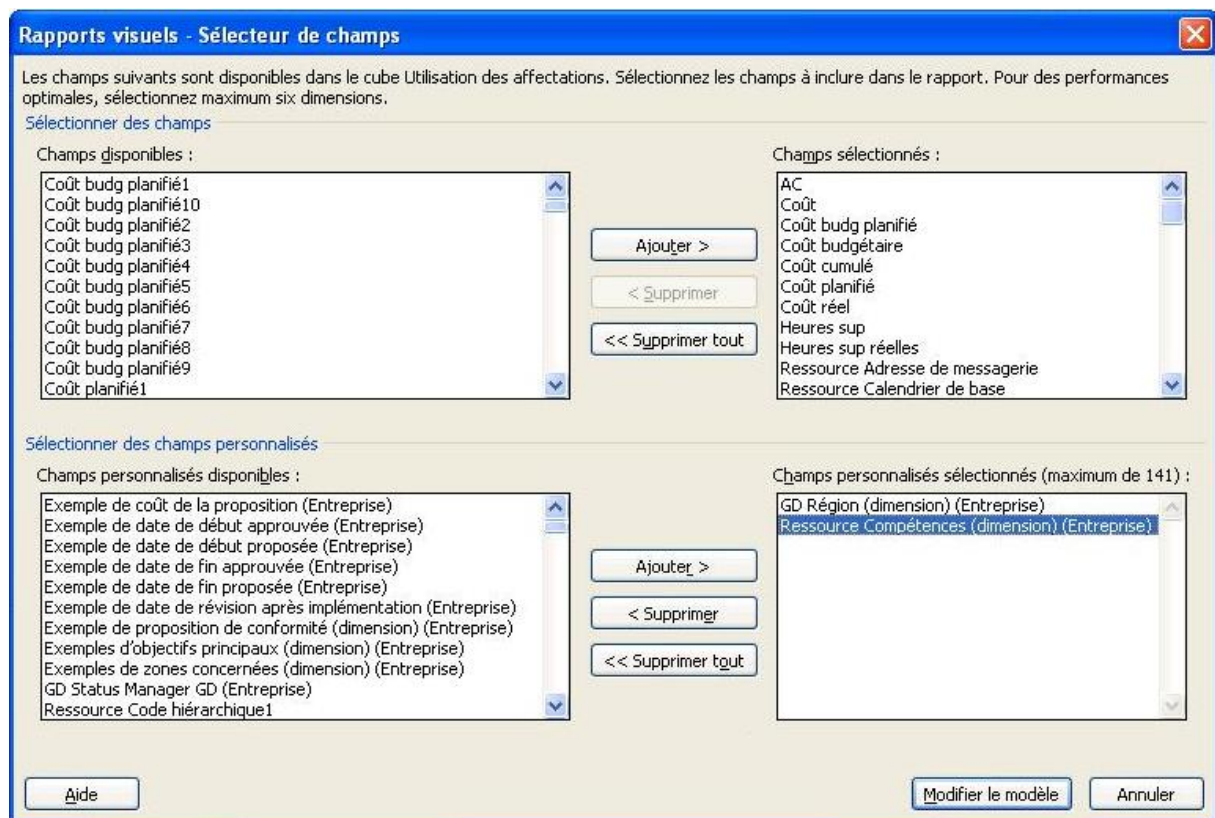 Rapports visuels - Sélecteur de champs
Les champs suivants sont disponibles dans le cube Utilisation des affectations. Sélectionnez les champs à inclure dans le rapport. Pour des performances
optimales, sélectionnez maximum six dimensions.
Sélectionner des champs
Champs disponibles :
Coût budg planifié1
Coût budg planifié10
Coût budg planifié2
Coût budg planifié3
Coût budg planifié4
Coût budg planifié5
Coût budg planifié6
Coût budg planifié7
Coût budg planifié8
Coût budg planifié9
Coût planifié1
Ajouter >
< Supprimer
<< Supprimer tout
Champs sélectionnés :
AC
Coût
Coût budg planifié
Coût budgétaire
Coût cumulé
Coût planifié
Coût réel
Heures sup
Heures sup réelles
Ressource Adresse de messagerie
Ressource Calendrier de base
Sélectionner des champs personnalisés
Champs personnalisés disponibles :
Exemple de coût de la proposition (Entreprise)
Exemple de date de début approuvée (Entreprise)
Exemple de date de début proposée (Entreprise)
Exemple de date de fin approuvée (Entreprise)
Exemple de date de fin proposée (Entreprise)
Exemple de date de révision après implémentation (Entreprise)
Exemple de proposition de conformité (dimension) (Entreprise)
Exemples d'objectifs principaux (dimension) (Entreprise)
Exemples de zones concernées (dimension) (Entreprise)
GD Status Manager GD (Entreprise)
Ressource Code hiérarchique1
Ajouter >
< Supprimer
<< Supprimer tout
Champs personnalisés sélectionnés (maximum de 141) :
GD Région (dimension) (Entreprise)
Ressource Compétences (dimension) (Entreprise)
Aide
Modifier le modèle
Annuler